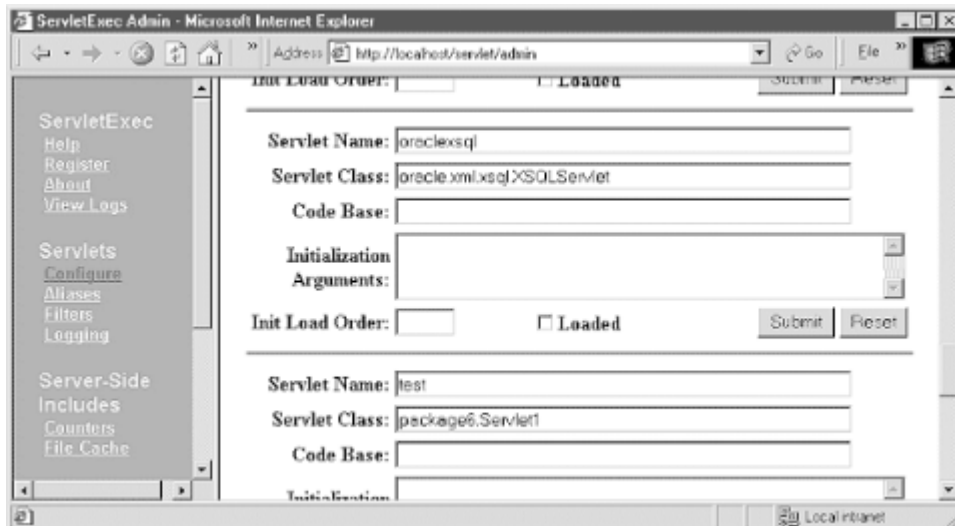 ServletExec Admin - Microsoft Internet Explorer
Address http://localhost/servlet/admin Go
ServletExec
Help
Register
About
View Logs
Servlets
Configure
Aliases
Filters
Logging
Server-Side
Includes
Counters
File Cache
Init Load Order: Loaded Submit Reset
Servlet Name: oraclexsql
Servlet Class: oracle.xml.xsql.XSQLServlet
Code Base:
Initialization
Arguments:
Init Load Order: Loaded Submit Reset
Servlet Name: test
Servlet Class: package6.Servlet1
Code Base:
Initialization
Local intranet